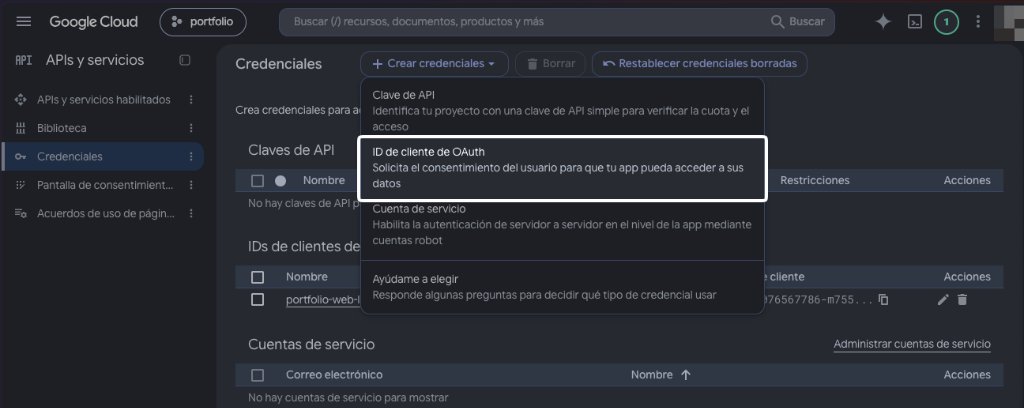 Google Cloud
portfolio
Buscar (/) recursos, documentos, productos y más
Buscar
1
API
APIs y servicios
Credenciales
Crear credenciales
Borrar
Restablecer credenciales borradas
APIs y servicios habilitados
Biblioteca
Credenciales
Pantalla de consentimiento...
Acuerdos de uso de págin...
Crea credenciales para ac
Clave de API
Identifica tu proyecto con una clave de API simple para verificar la cuota y el
acceso
ID de cliente de OAuth
Solicita el consentimiento del usuario para que tu app pueda acceder a sus
datos
Cuenta de servicio
Habilita la autenticación de servidor a servidor en el nivel de la app mediante
cuentas robot
Ayúdame a elegir
Responde algunas preguntas para decidir qué tipo de credencial usar
Claves de API
Nombre
Restricciones
Acciones
No hay claves de API p
IDs de clientes de
Nombre
e cliente
Acciones
portfolio-web-l
076567786-m755...
Cuentas de servicio
Administrar cuentas de servicio
Correo electrónico
Nombre
Acciones
No hay cuentas de servicio para mostrar